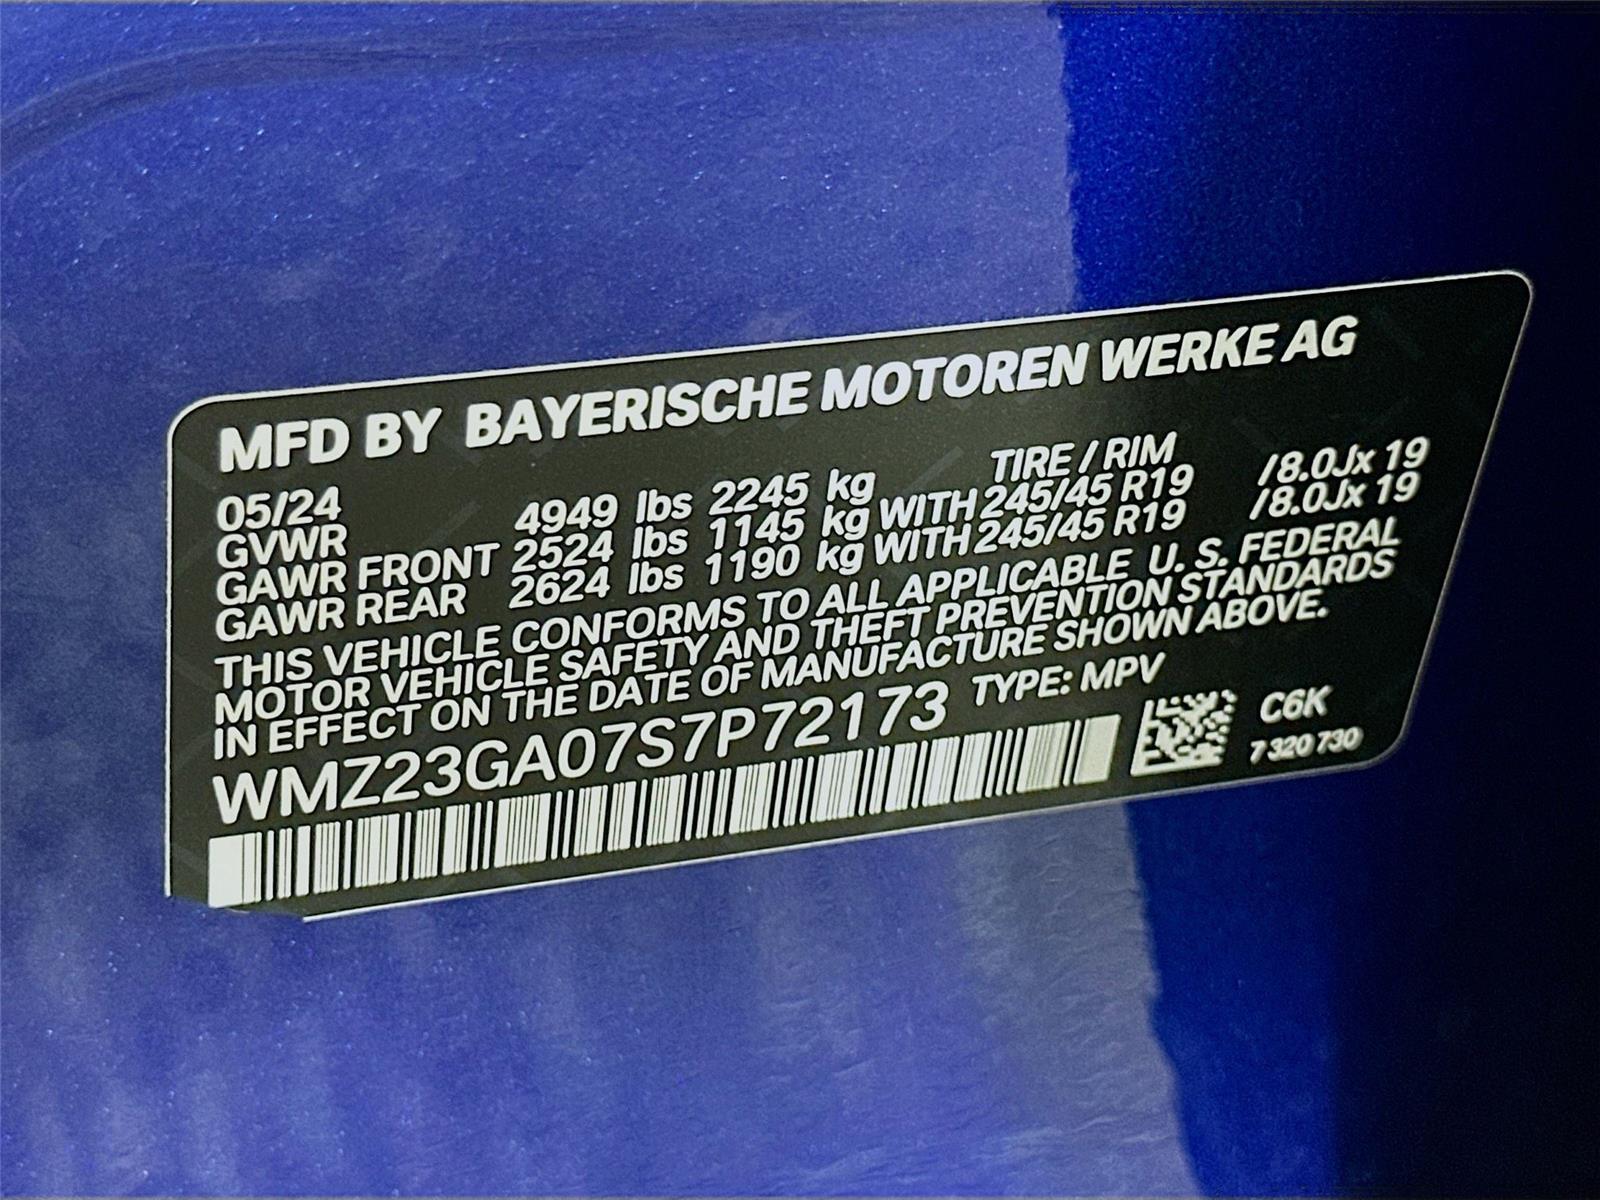 MFD BY BAYERISCHE MOTOREN WERKE AG
05/24 TIRE / RIM
GVWR 4949 lbs 2245 kg
GAWR FRONT 2524 lbs 1145 kg WITH 245/45 R19 /8.0Jx 19
GAWR REAR 2624 lbs 1190 kg WITH 245/45 R19 /8.0Jx 19
THIS VEHICLE CONFORMS TO ALL APPLICABLE U. S. FEDERAL
MOTOR VEHICLE SAFETY AND THEFT PREVENTION STANDARDS
IN EFFECT ON THE DATE OF MANUFACTURE SHOWN ABOVE.
WMZ23GA07S7P72173 TYPE: MPV
C6K
7 320 730